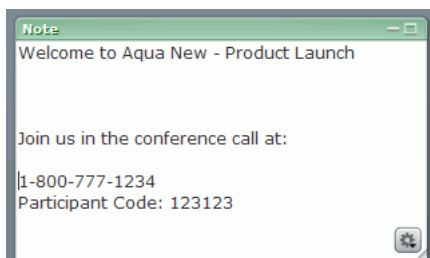 Note
Welcome to Aqua New - Product Launch
Join us in the conference call at:
1-800-777-1234
Participant Code: 123123